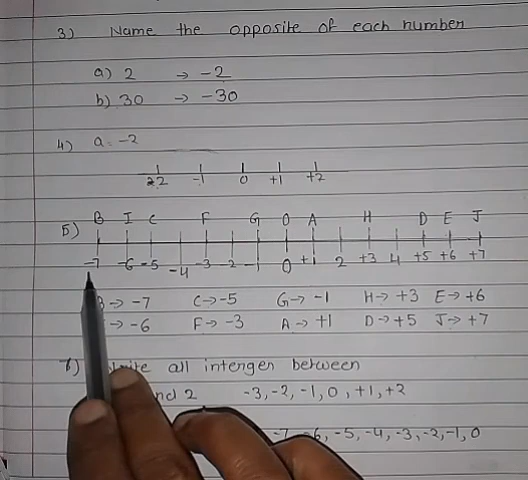 3) Name the opposite of each number
a) 2 → -2
b) 30 → -30
4) a. -2
-2 -1 0 +1 +2
B I C F G O A H D E J
5)
-7 -6 -5 -4 -3 -2 -1 0 +1 2 +3 4 +5 +6 +7
B → -7 C → -5 G → -1 H → +3 E → +6
→ -6 F → -3 A → +1 D → +5 J → +7
all intenger between
and 2 -3, -2, -1, 0, +1, +2
-7 -6, -5, -4, -3, -2, -1, 0